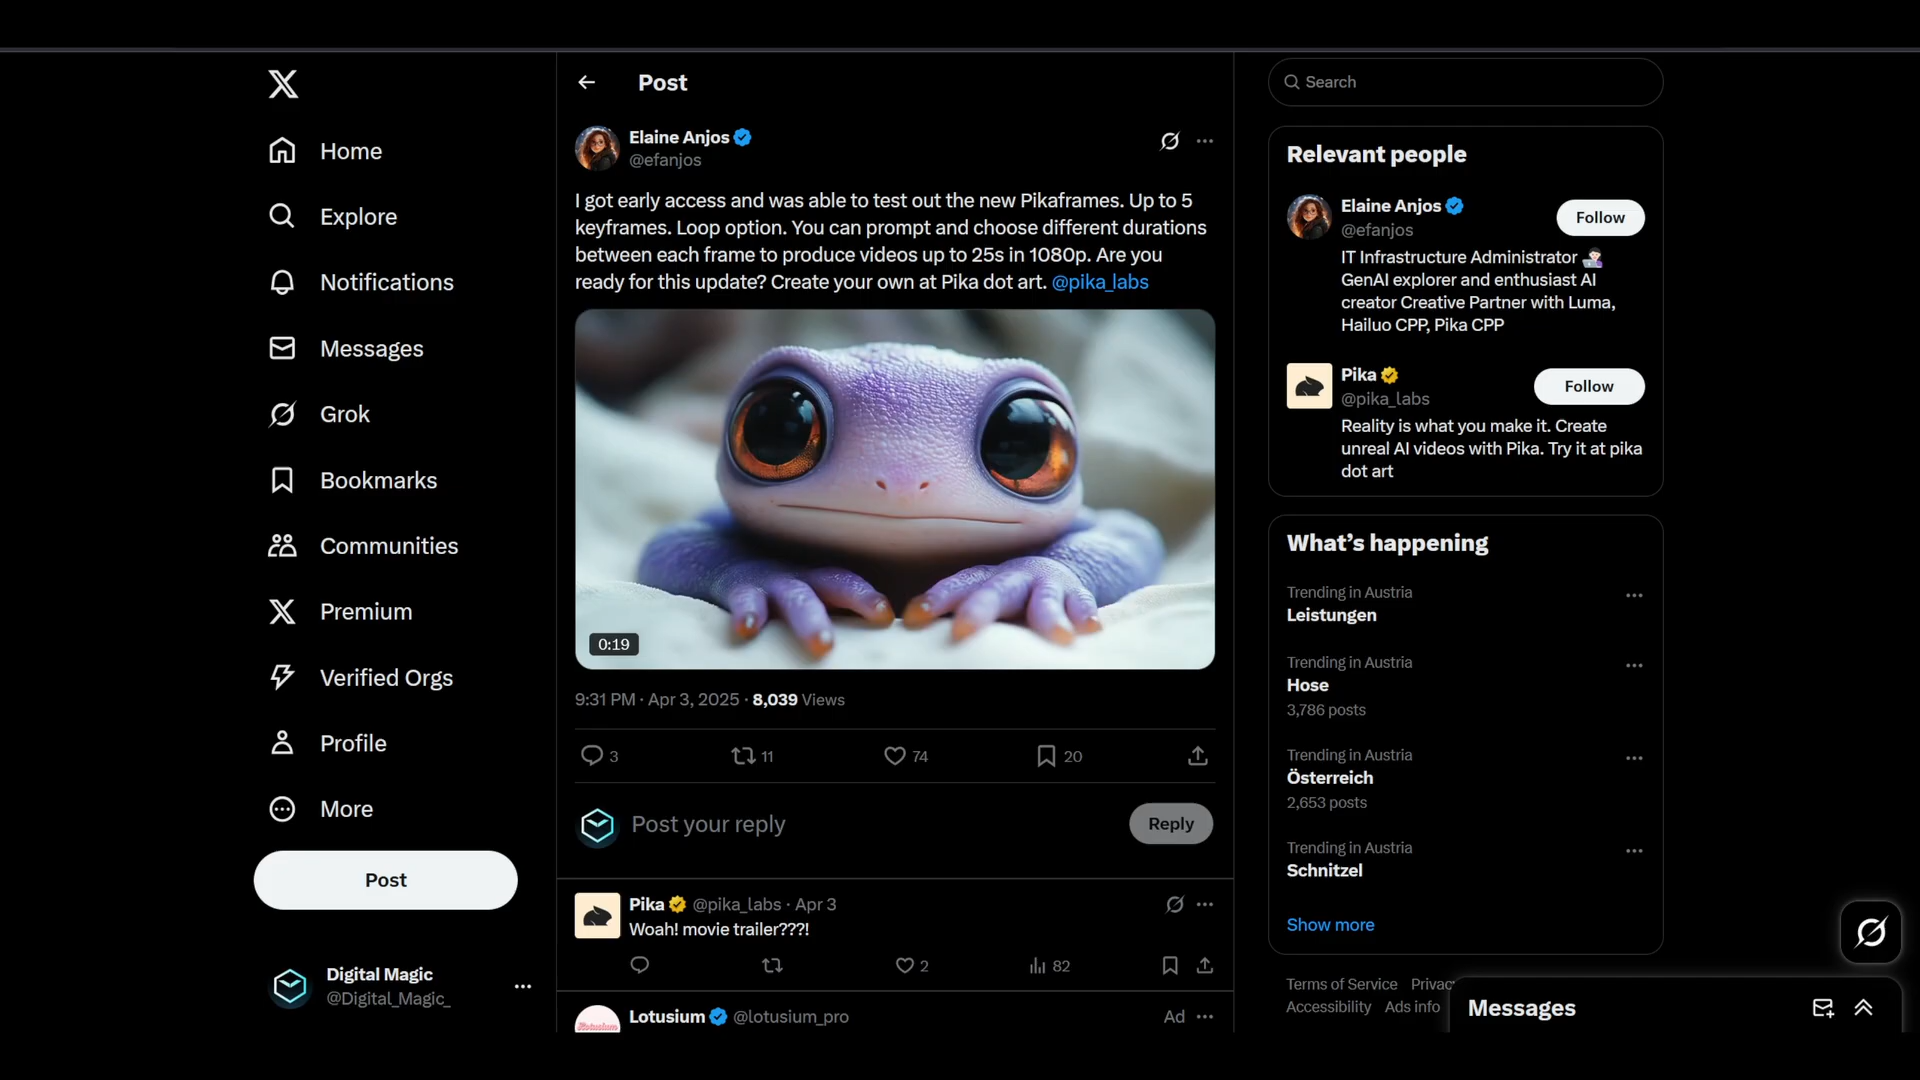 Home
Explore
Notifications
Messages
Grok
Bookmarks
Communities
Premium
Verified Orgs
Profile
More
Post
Digital Magic
@Digital_Magic_
Post
Elaine Anjos
@efanjos
I got early access and was able to test out the new Pikaframes. Up to 5
keyframes. Loop option. You can prompt and choose different durations
between each frame to produce videos up to 25s in 1080p. Are you
ready for this update? Create your own at Pika dot art. @pika_labs
0:19
9:31 PM · Apr 3, 2025 · 8,039 Views
3 11 74 20
Post your reply
Reply
Pika @pika_labs · Apr 3
Woah! movie trailer???!
2 82
Lotusium @lotusium_pro Ad
Search
Relevant people
Elaine Anjos
@efanjos
Follow
IT Infrastructure Administrator
GenAI explorer and enthusiast AI
creator Creative Partner with Luma,
Hailuo CPP, Pika CPP
Pika
@pika_labs
Follow
Reality is what you make it. Create
unreal AI videos with Pika. Try it at pika
dot art
What's happening
Trending in Austria
Leistungen
Trending in Austria
Hose
3,786 posts
Trending in Austria
Österreich
2,653 posts
Trending in Austria
Schnitzel
Show more
Terms of Service
Accessibility Ads info
Messages